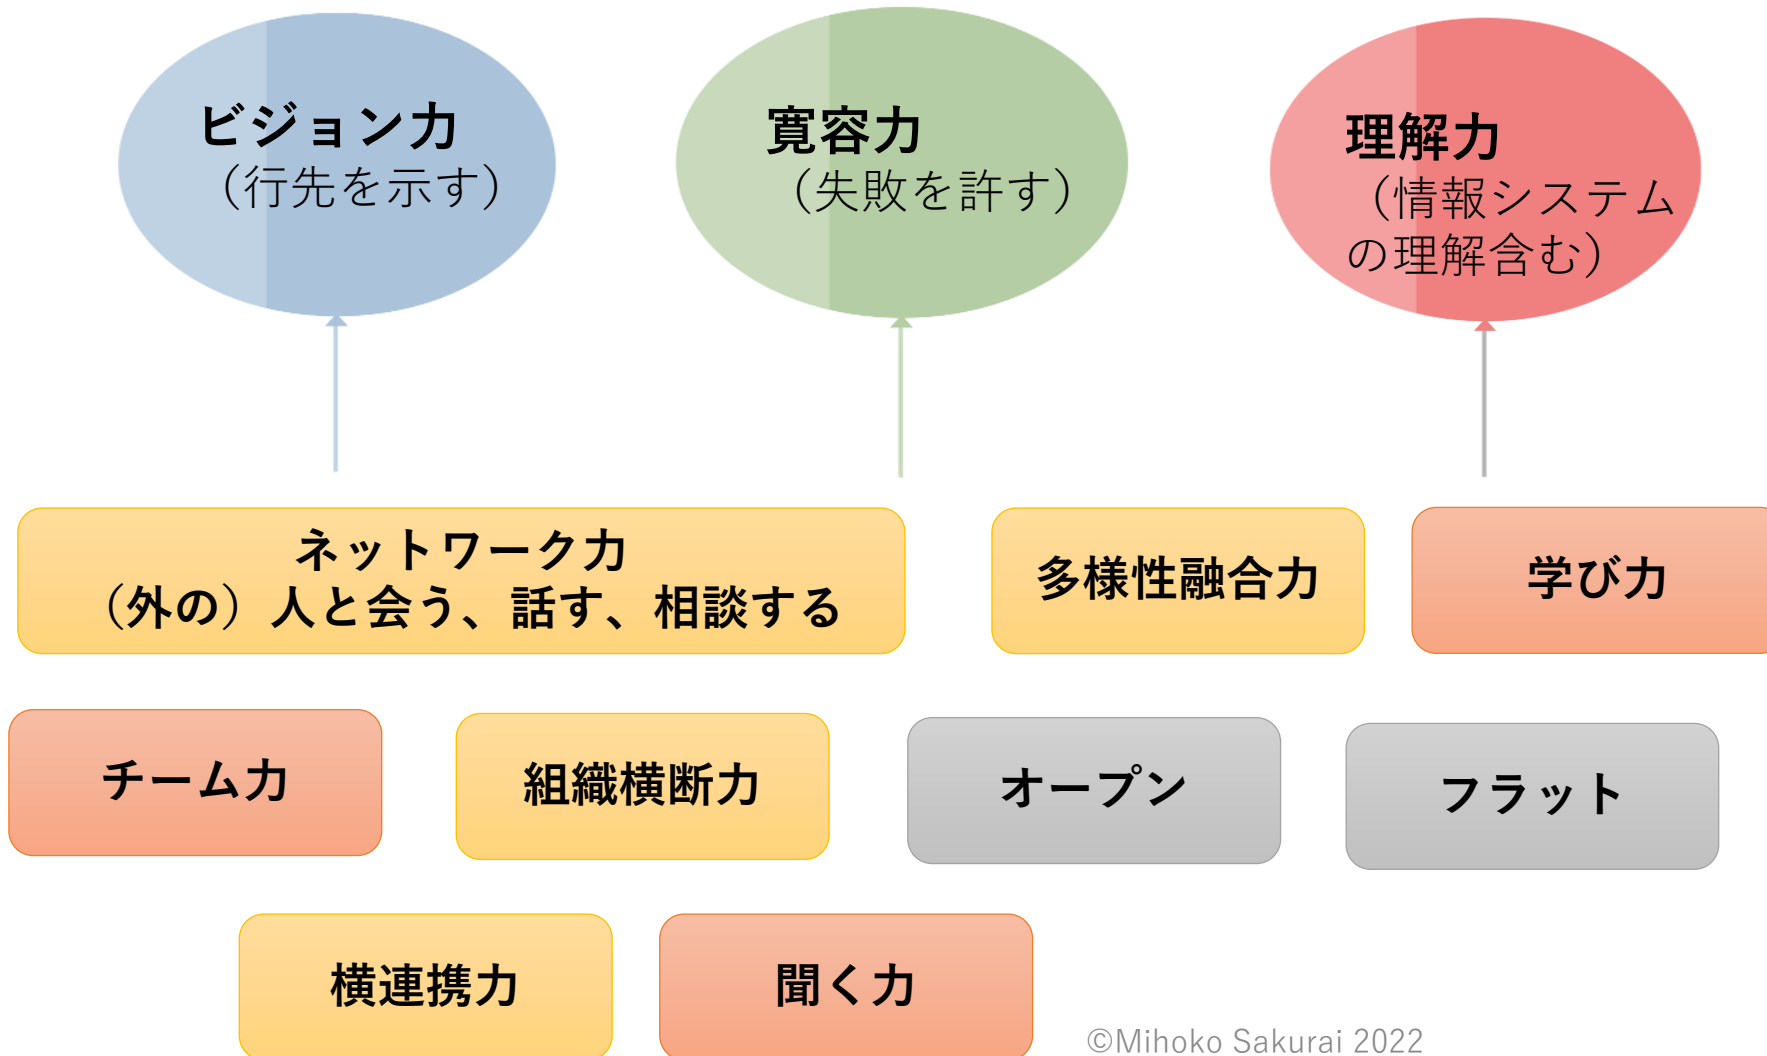 ビジョン力
（行先を示す）
寛容力
（失敗を許す）
理解力
（情報システム
の理解含む）
ネットワーク力
（外の）人と会う、話す、相談する
多様性融合力
学び力
チーム力
組織横断力
オープン
フラット
横連携力
聞く力
©Mihoko Sakurai 2022